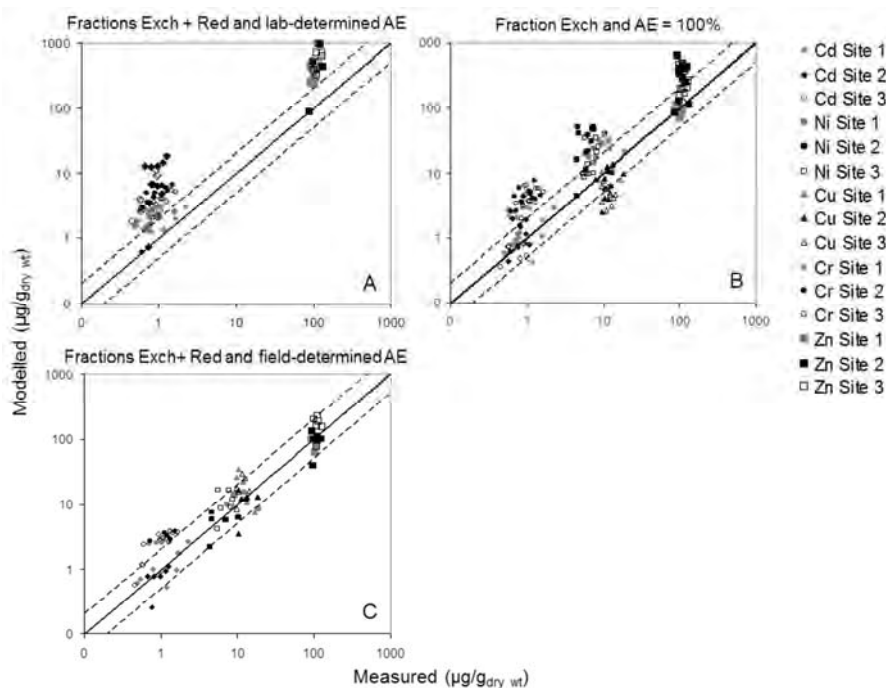 Fractions Exch + Red and lab-determined AE
1000
100
10
1
0
0
1
10
100
1000
A
Fraction Exch and AE = 100%
000
100
10
1
0
0
1
10
100
1000
B
Cd Site 1
Cd Site 2
Cd Site 3
Ni Site 1
Ni Site 2
Ni Site 3
Cu Site 1
Cu Site 2
Cu Site 3
Cr Site 1
Cr Site 2
Cr Site 3
Zn Site 1
Zn Site 2
Zn Site 3
Modelled (µg/gdry wt)
Fractions Exch+ Red and field-determined AE
1000
100
10
1
0
0
1
10
100
1000
C
Measured (µg/gdry wt)